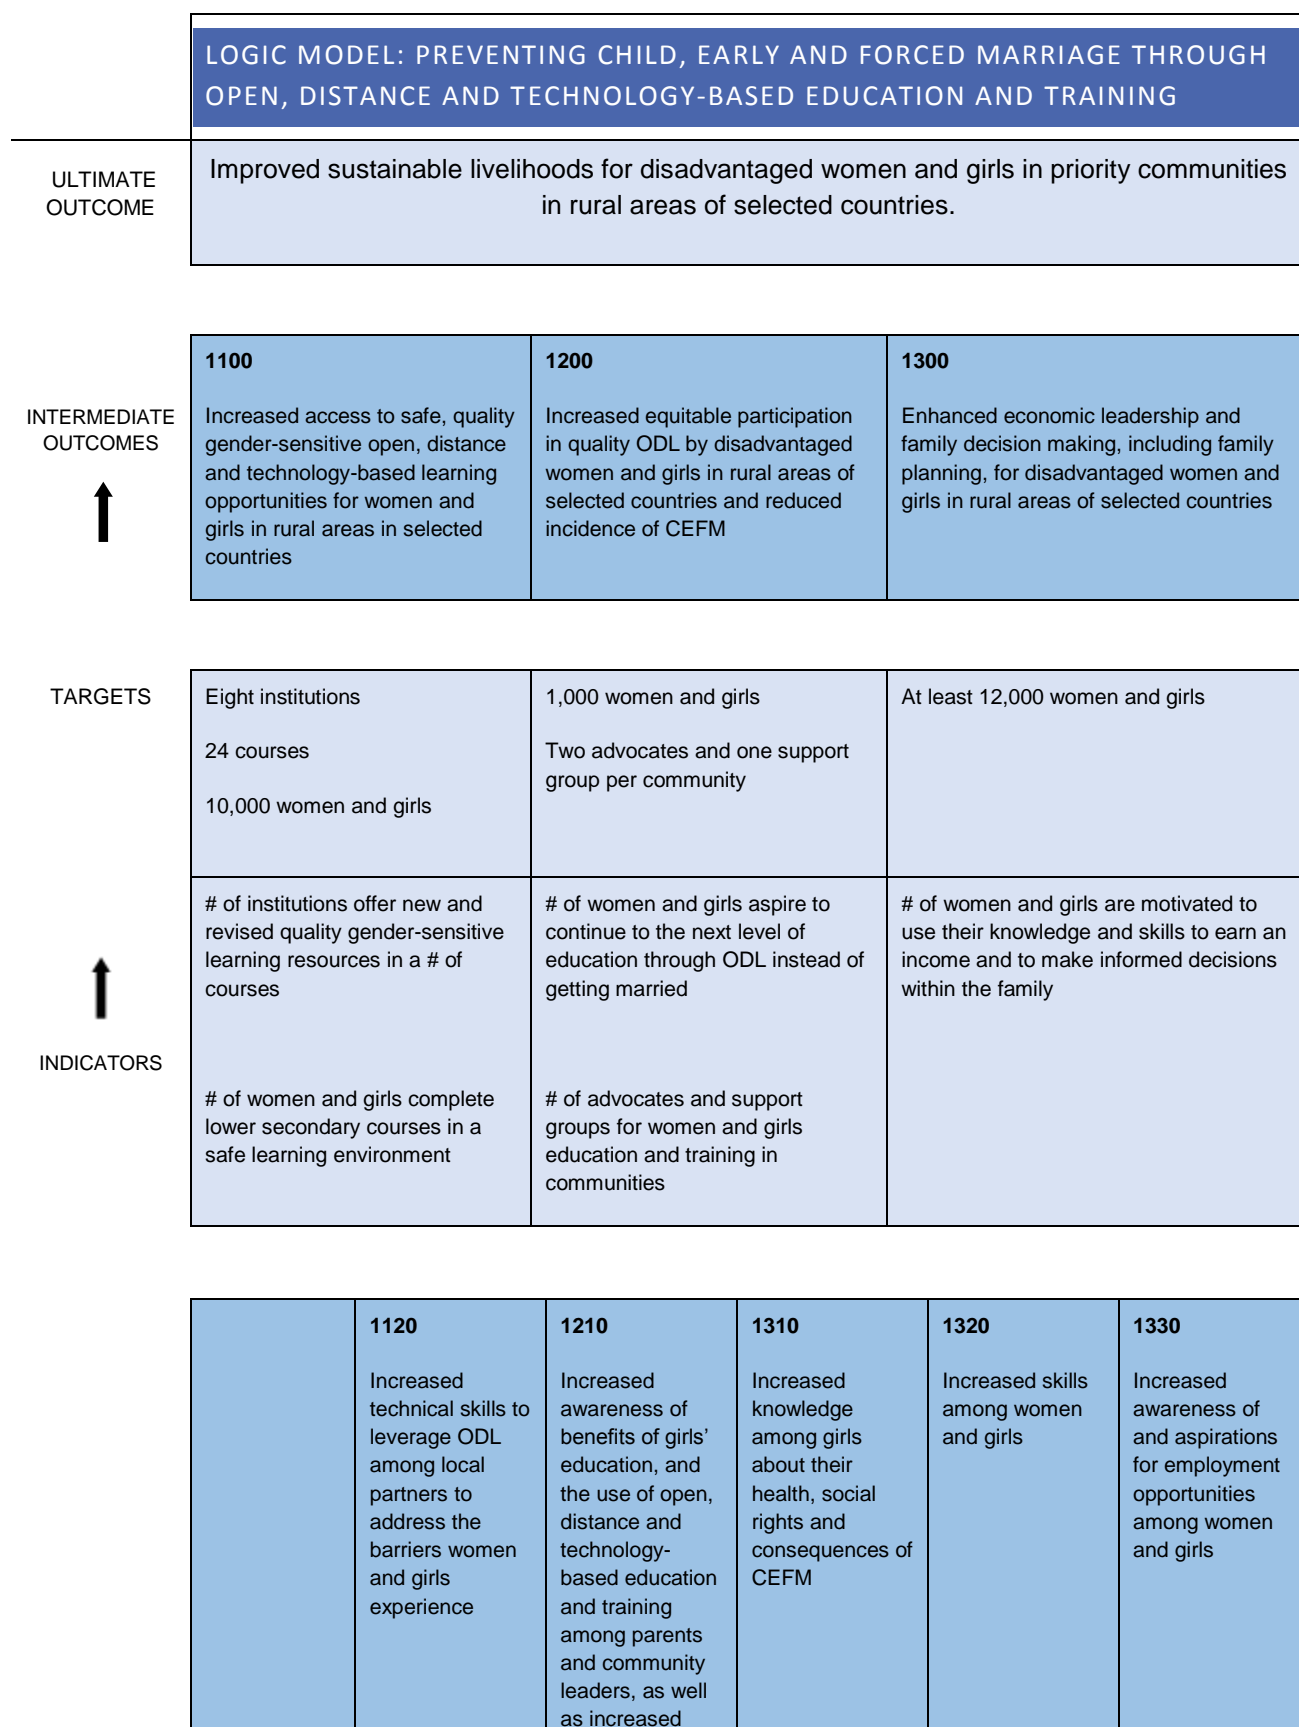 LOGIC MODEL: PREVENTING CHILD, EARLY AND FORCED MARRIAGE THROUGH
OPEN, DISTANCE AND TECHNOLOGY-BASED EDUCATION AND TRAINING
ULTIMATE
OUTCOME
Improved sustainable livelihoods for disadvantaged women and girls in priority communities
in rural areas of selected countries.
INTERMEDIATE
OUTCOMES
1100
Increased access to safe, quality
gender-sensitive open, distance
and technology-based learning
opportunities for women and
girls in rural areas in selected
countries
1200
Increased equitable participation
in quality ODL by disadvantaged
women and girls in rural areas of
selected countries and reduced
incidence of CEFM
1300
Enhanced economic leadership and
family decision making, including family
planning, for disadvantaged women and
girls in rural areas of selected countries
TARGETS
Eight institutions
24 courses
10,000 women and girls
1,000 women and girls
Two advocates and one support
group per community
At least 12,000 women and girls
INDICATORS
# of institutions offer new and
revised quality gender-sensitive
learning resources in a # of
courses
# of women and girls complete
lower secondary courses in a
safe learning environment
# of women and girls aspire to
continue to the next level of
education through ODL instead of
getting married
# of advocates and support
groups for women and girls
education and training in
communities
# of women and girls are motivated to
use their knowledge and skills to earn an
income and to make informed decisions
within the family
1120
Increased
technical skills to
leverage ODL
among local
partners to
address the
barriers women
and girls
experience
1210
Increased
awareness of
benefits of girls’
education, and
the use of open,
distance and
technology-
based education
and training
among parents
and community
leaders, as well
as increased
1310
Increased
knowledge
among girls
about their
health, social
rights and
consequences of
CEFM
1320
Increased skills
among women
and girls
1330
Increased
awareness of
and aspirations
for employment
opportunities
among women
and girls